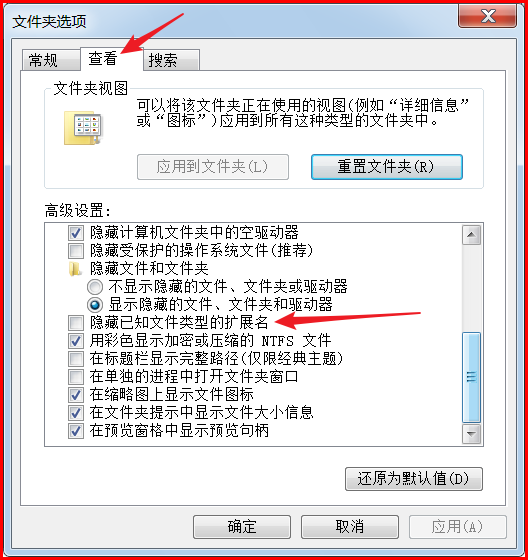 文件夹选项
常规
查看
搜索
文件夹视图
可以将该文件夹正在使用的视图(例如“详细信息”
或“图标”)应用到所有这种类型的文件夹中。
应用到文件夹(L)
重置文件夹(R)
高级设置:
隐藏计算机文件夹中的空驱动器
隐藏受保护的操作系统文件(推荐)
隐藏文件和文件夹
不显示隐藏的文件、文件夹或驱动器
显示隐藏的文件、文件夹和驱动器
隐藏已知文件类型的扩展名
用彩色显示加密或压缩的 NTFS 文件
在标题栏显示完整路径(仅限经典主题)
在单独的进程中打开文件夹窗口
在缩略图上显示文件图标
在文件夹提示中显示文件大小信息
在预览窗格中显示预览句柄
还原为默认值(D)
确定
取消
应用(A)